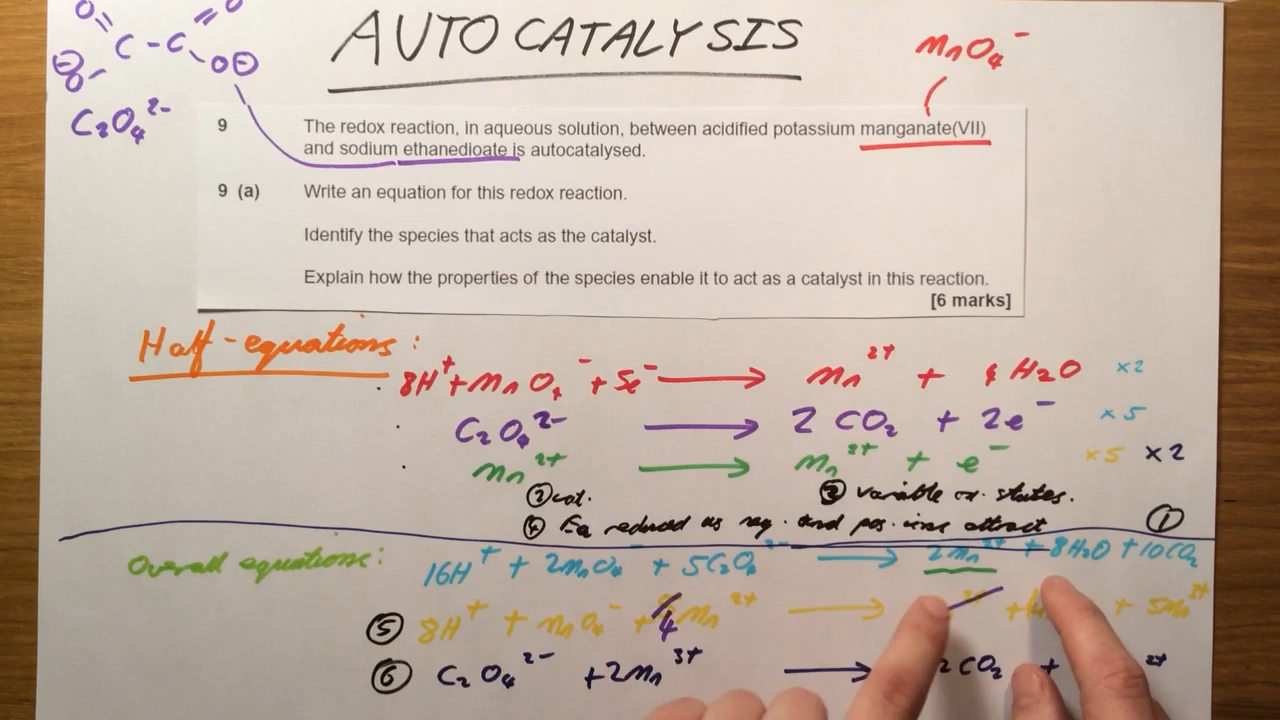 O O
C - C
⊖O O⊖
C₂O₄²⁻
AUTOCATALYSIS
MnO₄⁻
9 The redox reaction, in aqueous solution, between acidified potassium manganate(VII)
and sodium ethanedioate is autocatalysed.
9 (a) Write an equation for this redox reaction.
Identify the species that acts as the catalyst.
Explain how the properties of the species enable it to act as a catalyst in this reaction.
[6 marks]
Half-equations:
8H⁺ + MnO₄⁻ + 5e⁻ → Mn²⁺ + 4H₂O ×2
C₂O₄²⁻ → 2CO₂ + 2e⁻ ×5
Mn²⁺ → Mn³⁺ + e⁻ ×5 ×2
cat. variable ox. states.
④ Ea reduced as neg. and pos. ions attract ①
Overall equations: 16H⁺ + 2MnO₄⁻ + 5C₂O₄²⁻ → 2Mn²⁺ + 8H₂O + 10CO₂
⑤ 8H⁺ + MnO₄⁻ + 4Mn²⁺ → + 5Mn³⁺
⑥ C₂O₄²⁻ + 2Mn³⁺ → 2CO₂ + 2+